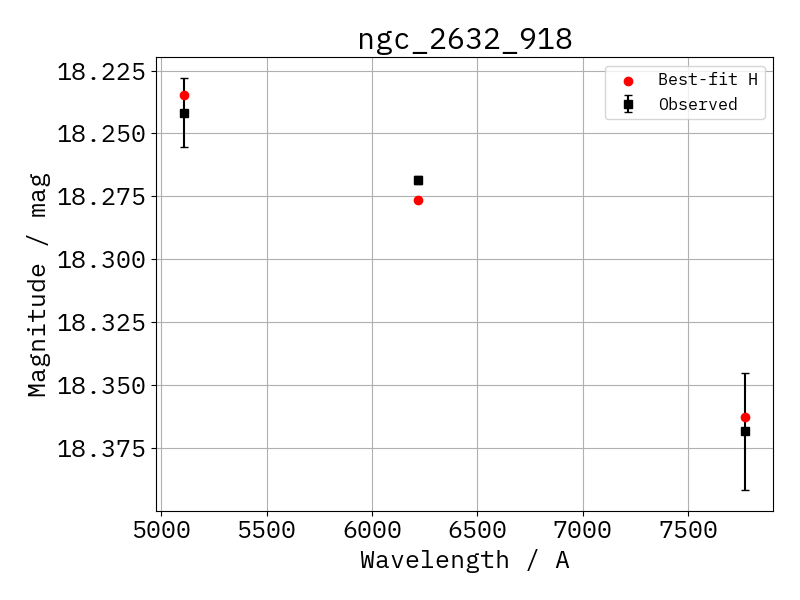 ngc_2632_918
Best-fit H
Observed
Magnitude / mag
18.225
18.250
18.275
18.300
18.325
18.350
18.375
5000 5500 6000 6500 7000 7500
Wavelength / A